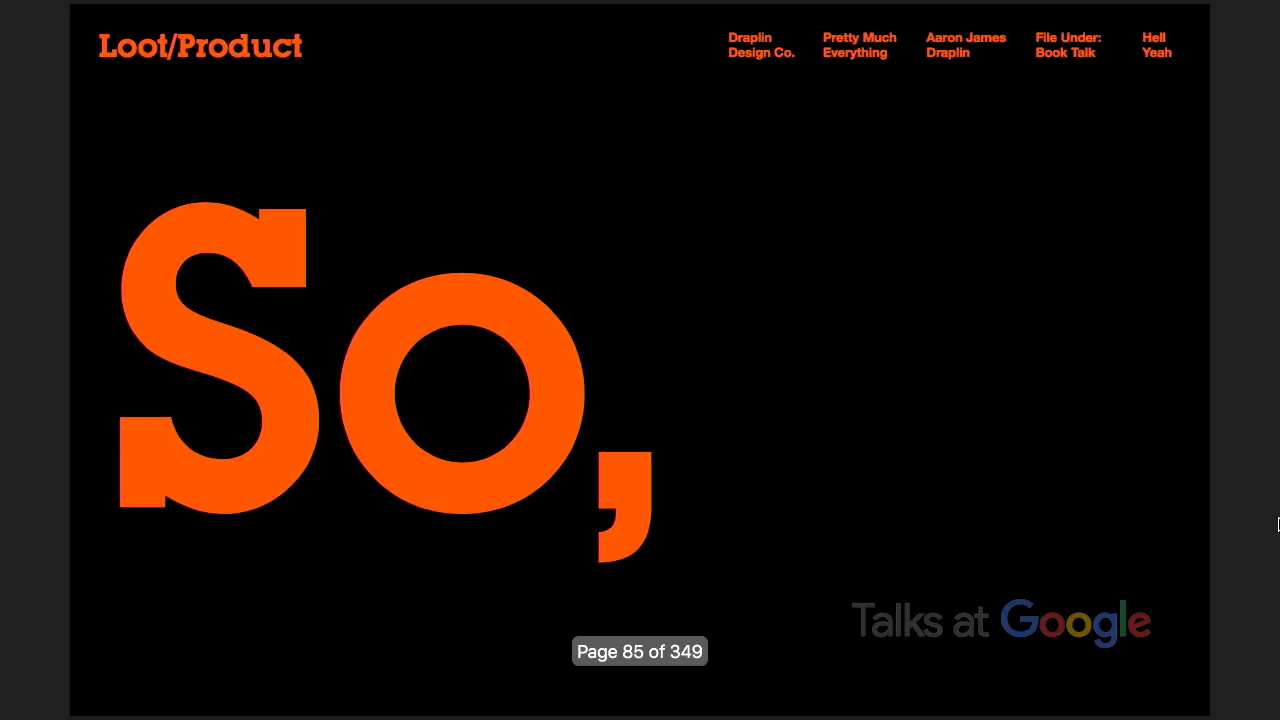 Loot/Product
Draplin
Design Co.
Pretty Much
Everything
Aaron James
Draplin
File Under:
Book Talk
Hell
Yeah
So,
Talks at Google
Page 85 of 349